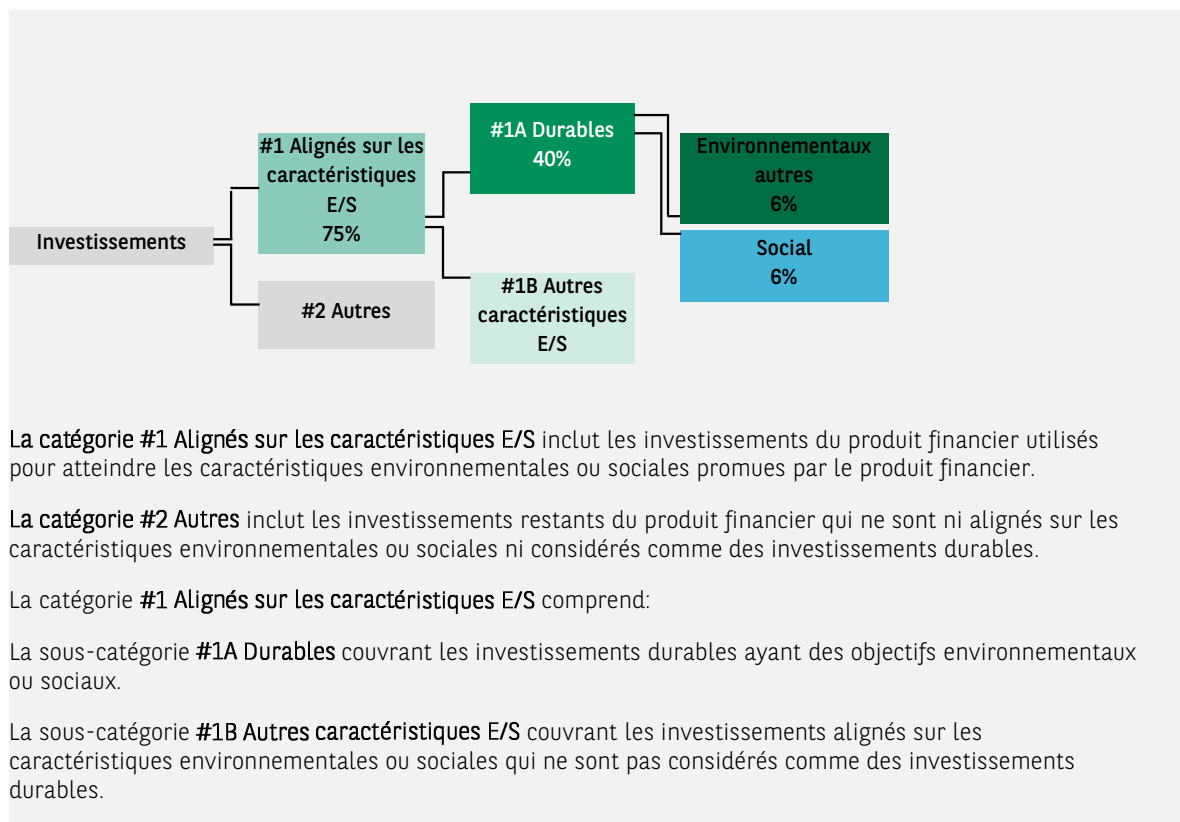 Investissements
#1 Alignés sur les
caractéristiques
E/S
75%
#2 Autres
#1A Durables
40%
#1B Autres
caractéristiques
E/S
Environnementaux
autres
6%
Social
6%
La catégorie #1 Alignés sur les caractéristiques E/S inclut les investissements du produit financier utilisés
pour atteindre les caractéristiques environnementales ou sociales promues par le produit financier.
La catégorie #2 Autres inclut les investissements restants du produit financier qui ne sont ni alignés sur les
caractéristiques environnementales ou sociales ni considérés comme des investissements durables.
La catégorie #1 Alignés sur les caractéristiques E/S comprend:
La sous-catégorie #1A Durables couvrant les investissements durables ayant des objectifs environnementaux
ou sociaux.
La sous-catégorie #1B Autres caractéristiques E/S couvrant les investissements alignés sur les
caractéristiques environnementales ou sociales qui ne sont pas considérés comme des investissements
durables.